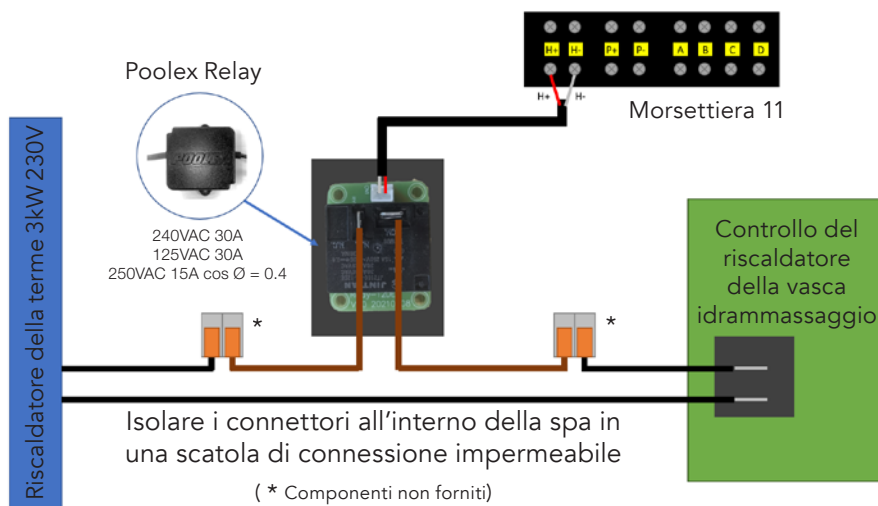 H+ H- P+ P- A B C D
H+ H-
Morsettiera 11
Poolex Relay
POOLEX
240VAC 30A
125VAC 30A
250VAC 15A cos Ø = 0.4
Riscaldatore della terme 3kW 230V
*
*
Controllo del
riscaldatore
della vasca
idrammassaggio
Isolare i connettori all'interno della spa in
una scatola di connessione impermeabile
( * Componenti non forniti)